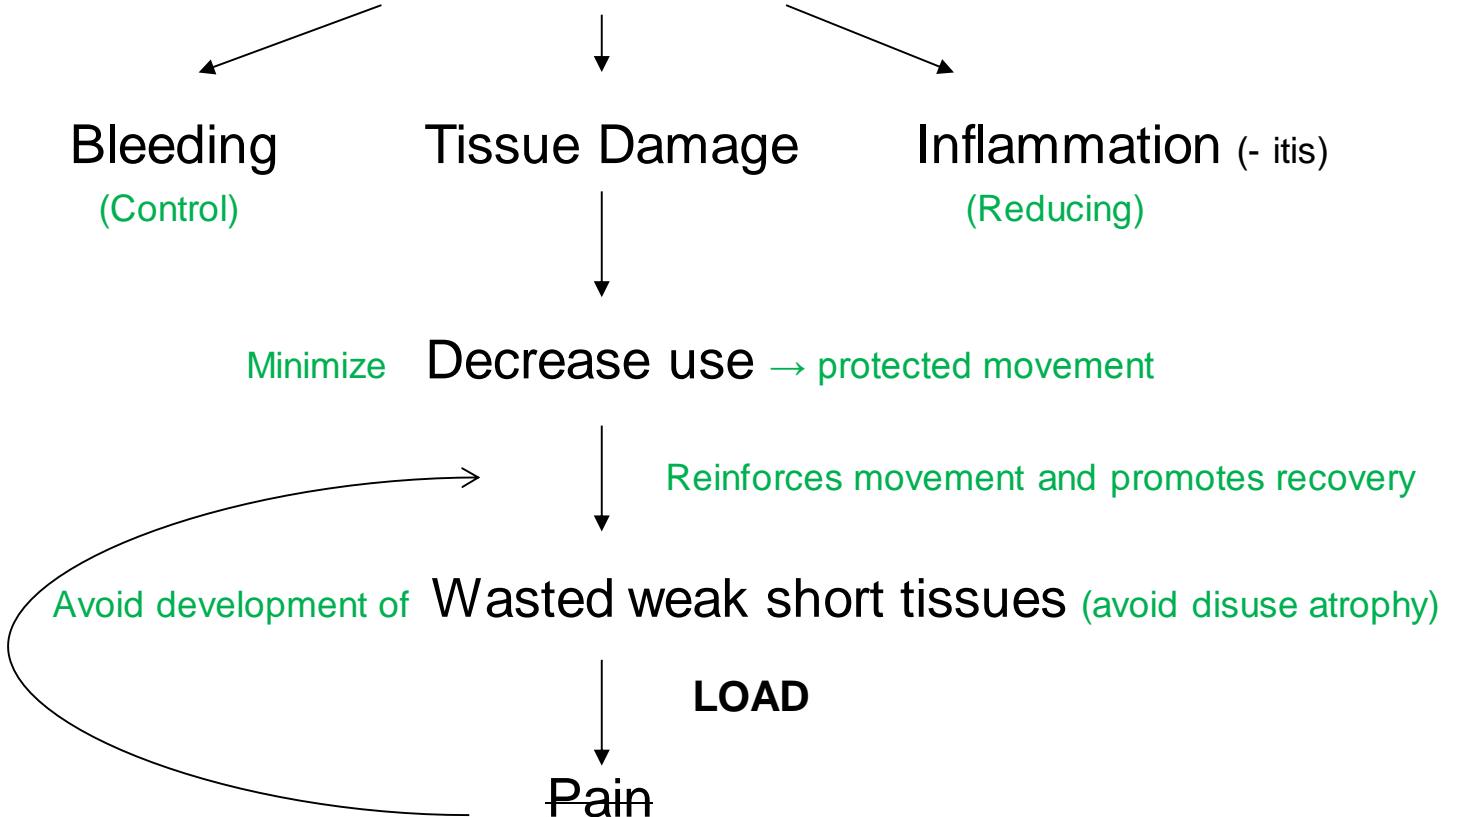 Bleeding Tissue Damage Inflammation (- itis)
(Control) (Reducing)
Minimize Decrease use → protected movement
Reinforces movement and promotes recovery
Avoid development of Wasted weak short tissues (avoid disuse atrophy)
LOAD
Pain